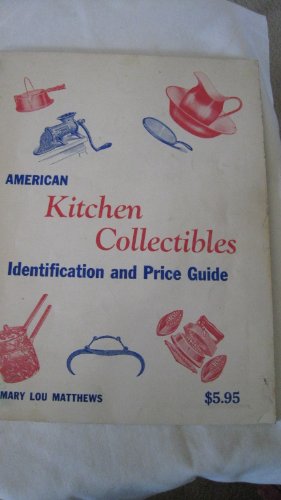 AMERICAN
Kitchen
Collectibles
Identification and Price Guide
MARY LOU MATTHEWS $5.95